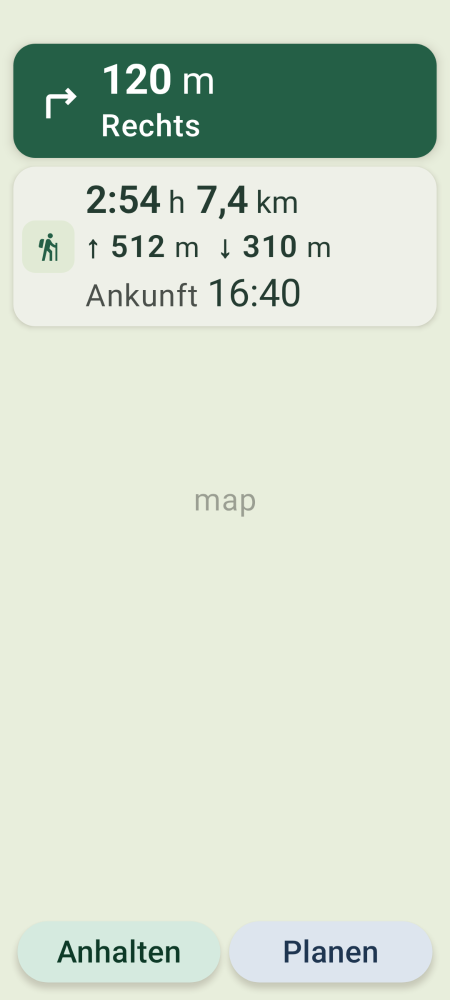 120 m
Rechts
2:54 h 7,4 km
↑ 512 m ↓ 310 m
Ankunft 16:40
map
Anhalten Planen